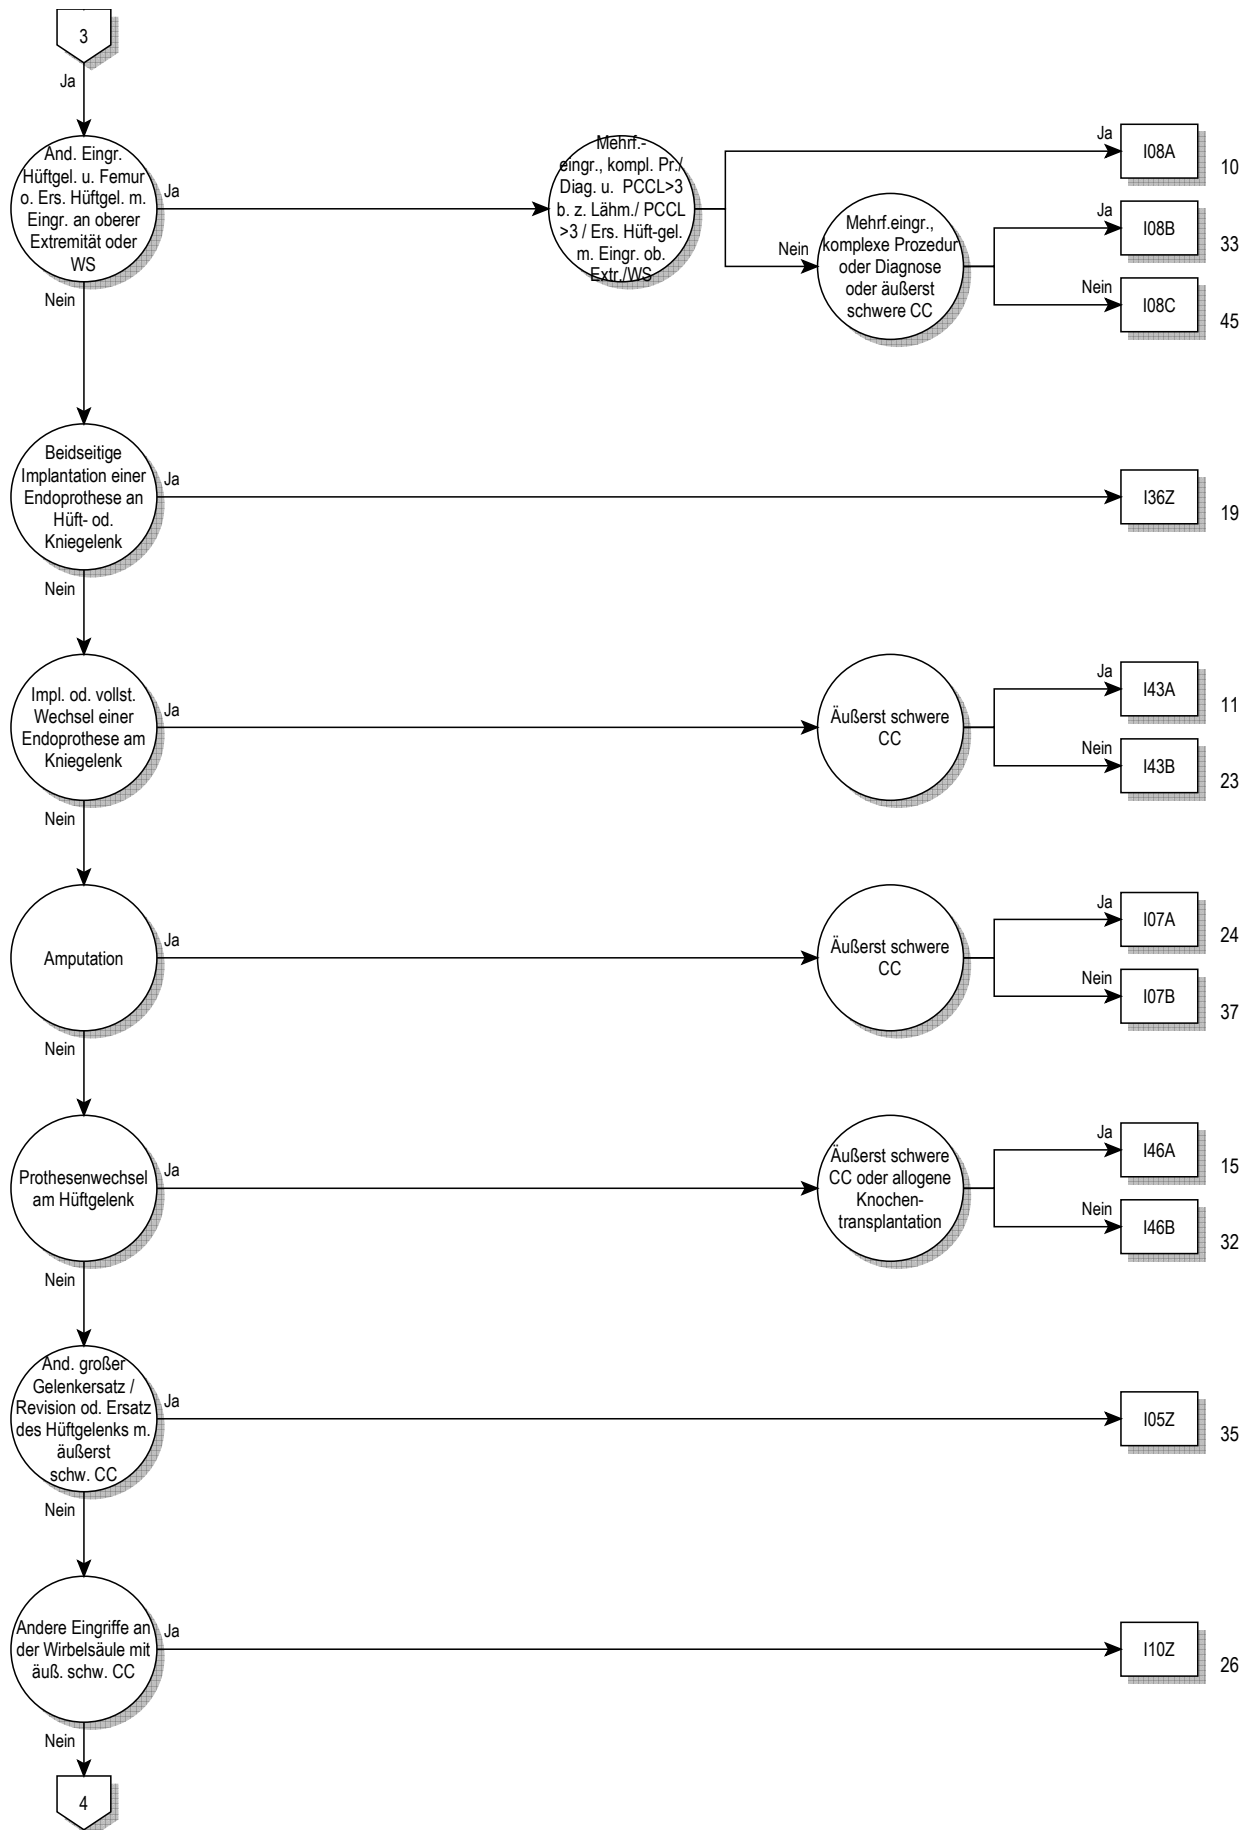 3
Ja
And. Eingr.
Hüftgel. u. Femur
o. Ers. Hüftgel. m.
Eingr. an oberer
Extremität oder
WS
Ja
Mehrf.-
eingr., kompl. Pr./
Diag. u. PCCL>3
b. z. Lähm./ PCCL
>3 / Ers. Hüft-gel.
m. Eingr. ob.
Extr./WS
Ja
I08A
10
Nein
Mehrf.eingr.,
komplexe Prozedur
oder Diagnose
oder äußerst
schwere CC
Ja
I08B
33
Nein
I08C
45
Nein
Beidseitige
Implantation einer
Endoprothese an
Hüft- od.
Kniegelenk
Ja
I36Z
19
Nein
Impl. od. vollst.
Wechsel einer
Endoprothese am
Kniegelenk
Ja
Äußerst schwere
CC
Ja
I43A
11
Nein
I43B
23
Nein
Amputation
Ja
Äußerst schwere
CC
Ja
I07A
24
Nein
I07B
37
Nein
Prothesenwechsel
am Hüftgelenk
Ja
Äußerst schwere
CC oder allogene
Knochen-
transplantation
Ja
I46A
15
Nein
I46B
32
Nein
And. großer
Gelenkersatz /
Revision od. Ersatz
des Hüftgelenks m.
äußerst
schw. CC
Ja
I05Z
35
Nein
Andere Eingriffe an
der Wirbelsäule mit
äuß. schw. CC
Ja
I10Z
26
Nein
4